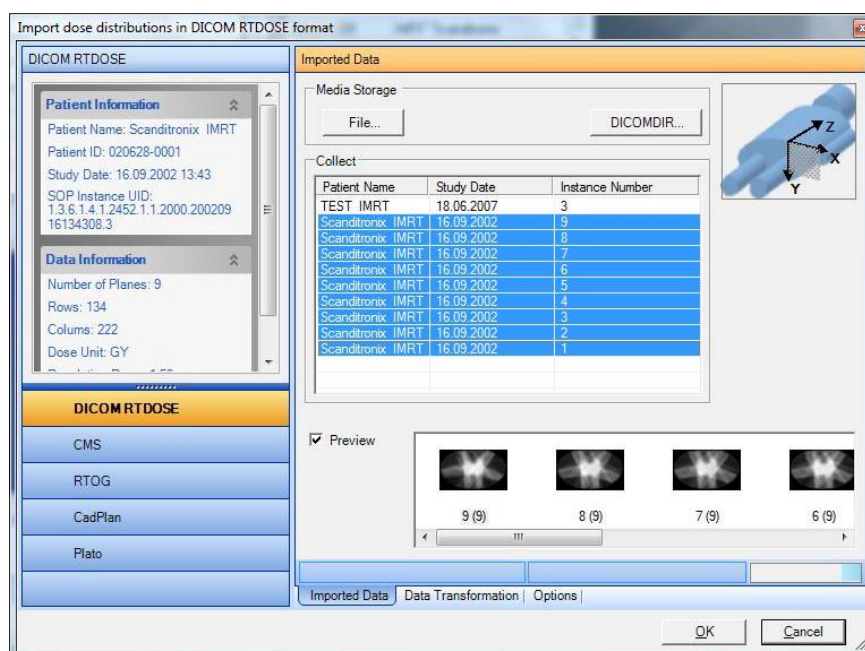 Import dose distributions in DICOM RTDOSE format
DICOM RTDOSE
Patient Information
Patient Name: Scanditronix IMRT
Patient ID: 020628-0001
Study Date: 16.09.2002 13:43
SOP Instance UID:
1.3.6.1.4.1.2452.1.1.2000.200209
16134308.3
Data Information
Number of Planes: 9
Rows: 134
Colums: 222
Dose Unit: GY
DICOM RTDOSE
CMS
RTOG
CadPlan
Plato
Imported Data
Media Storage
File...
DICOMDIR...
Z
X
Y
Collect
Patient Name Study Date Instance Number
TEST IMRT 18.06.2007 3
Scanditronix IMRT 16.09.2002 9
Scanditronix IMRT 16.09.2002 8
Scanditronix IMRT 16.09.2002 7
Scanditronix IMRT 16.09.2002 6
Scanditronix IMRT 16.09.2002 5
Scanditronix IMRT 16.09.2002 4
Scanditronix IMRT 16.09.2002 3
Scanditronix IMRT 16.09.2002 2
Scanditronix IMRT 16.09.2002 1
Preview
9 (9) 8 (9) 7 (9) 6 (9)
Imported Data Data Transformation Options
OK Cancel